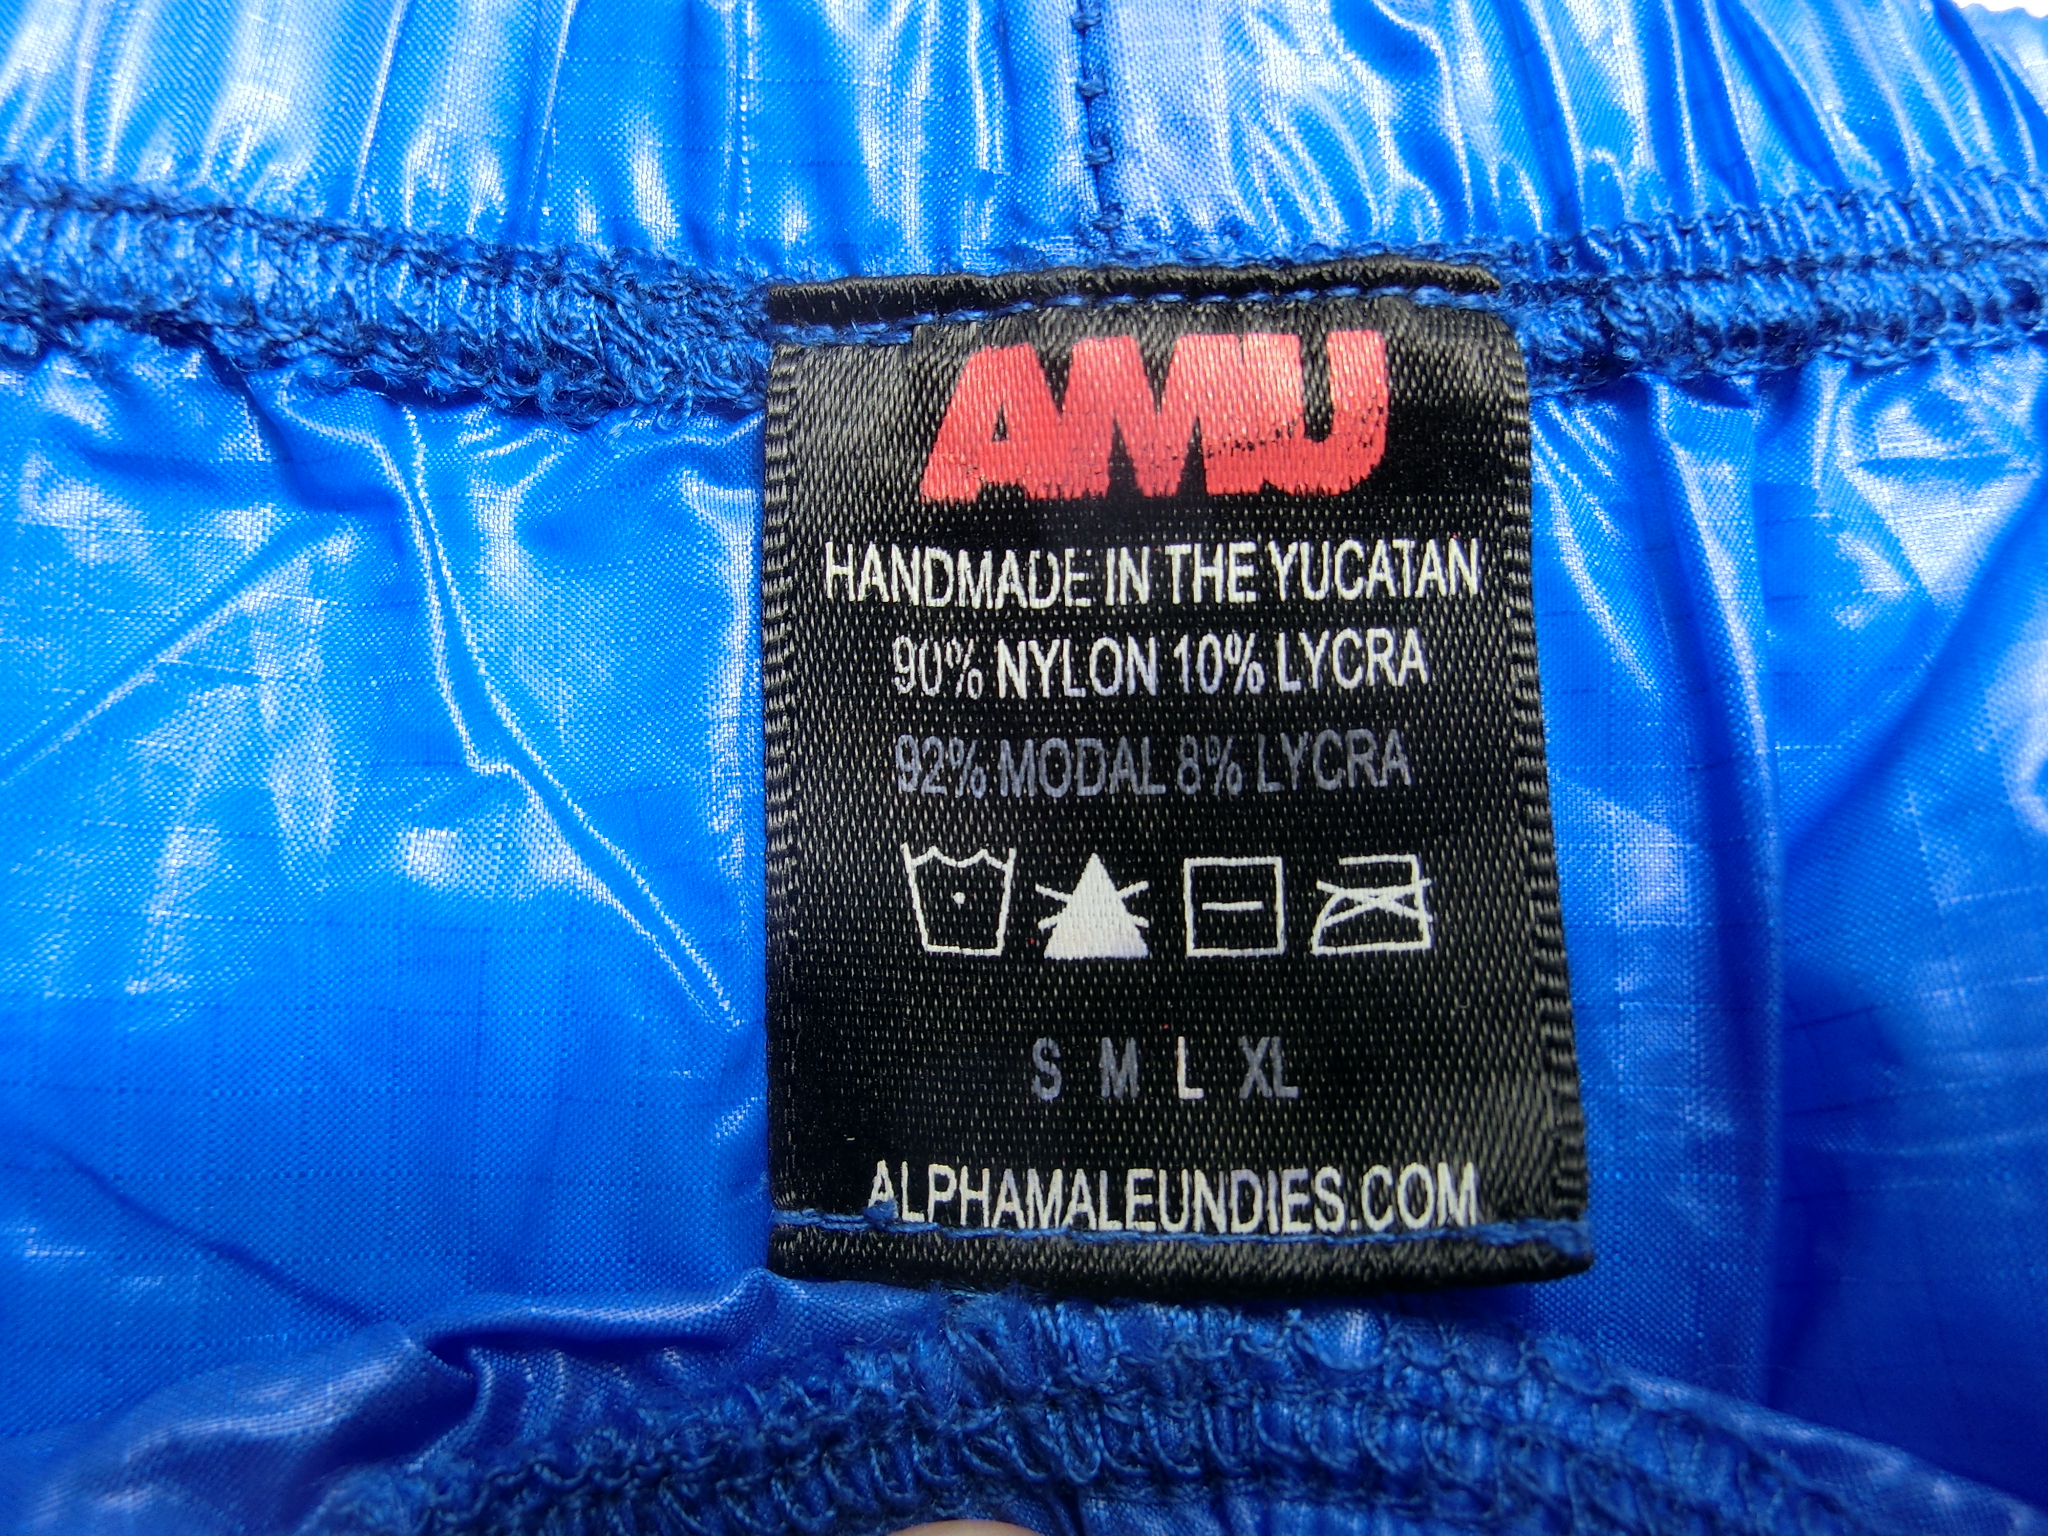 AMU
HANDMADE IN THE YUCATAN
90% NYLON 10% LYCRA
92% MODAL 8% LYCRA
S M L XL
ALPHAMALEUNDIES.COM